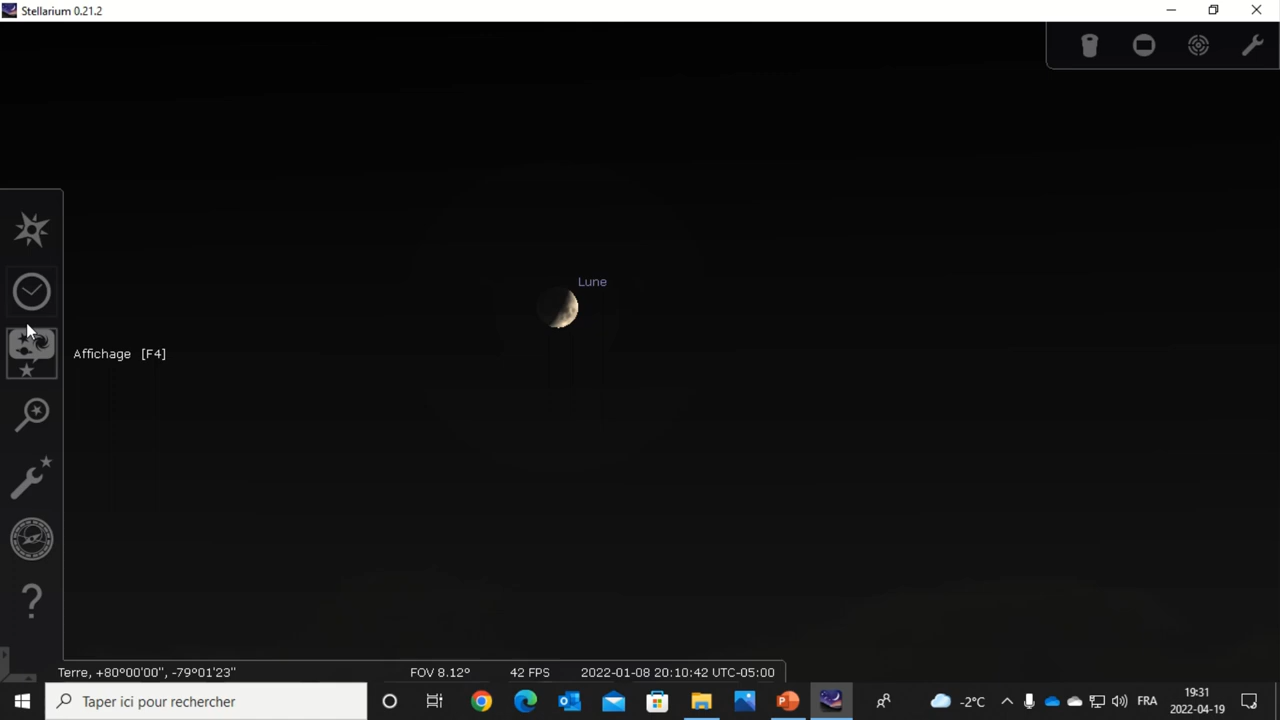 Stellarium 0.21.2
Lune
Affichage [F4]
Terre, +80°00'00", -79°01'23" FOV 8.12° 42 FPS 2022-01-08 20:10:42 UTC-05:00
Taper ici pour rechercher
-2°C
FRA
19:31
2022-04-19